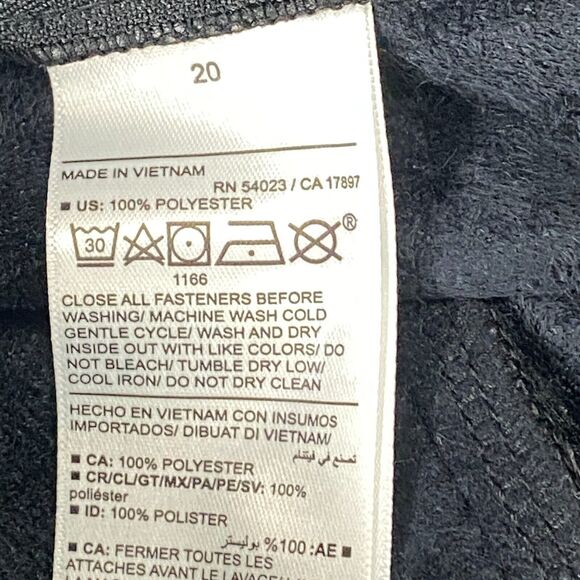 20
MADE IN VIETNAM
RN 54023 / CA 17897
US: 100% POLYESTER
30 ®
1166
CLOSE ALL FASTENERS BEFORE
WASHING/ MACHINE WASH COLD
GENTLE CYCLE/ WASH AND DRY
INSIDE OUT WITH LIKE COLORS/ DO
NOT BLEACH/ TUMBLE DRY LOW/
COOL IRON/ DO NOT DRY CLEAN
HECHO EN VIETNAM CON INSUMOS
IMPORTADOS/ DIBUAT DI VIETNAM/
تصنع في فيتنام
CA: 100% POLYESTER
CR/CL/GT/MX/PA/PE/SV: 100%
poliéster
ID: 100% POLISTER
AE: 100% بوليستر
CA: FERMER TOUTES LES
ATTACHES AVANT LE LAVAGE/